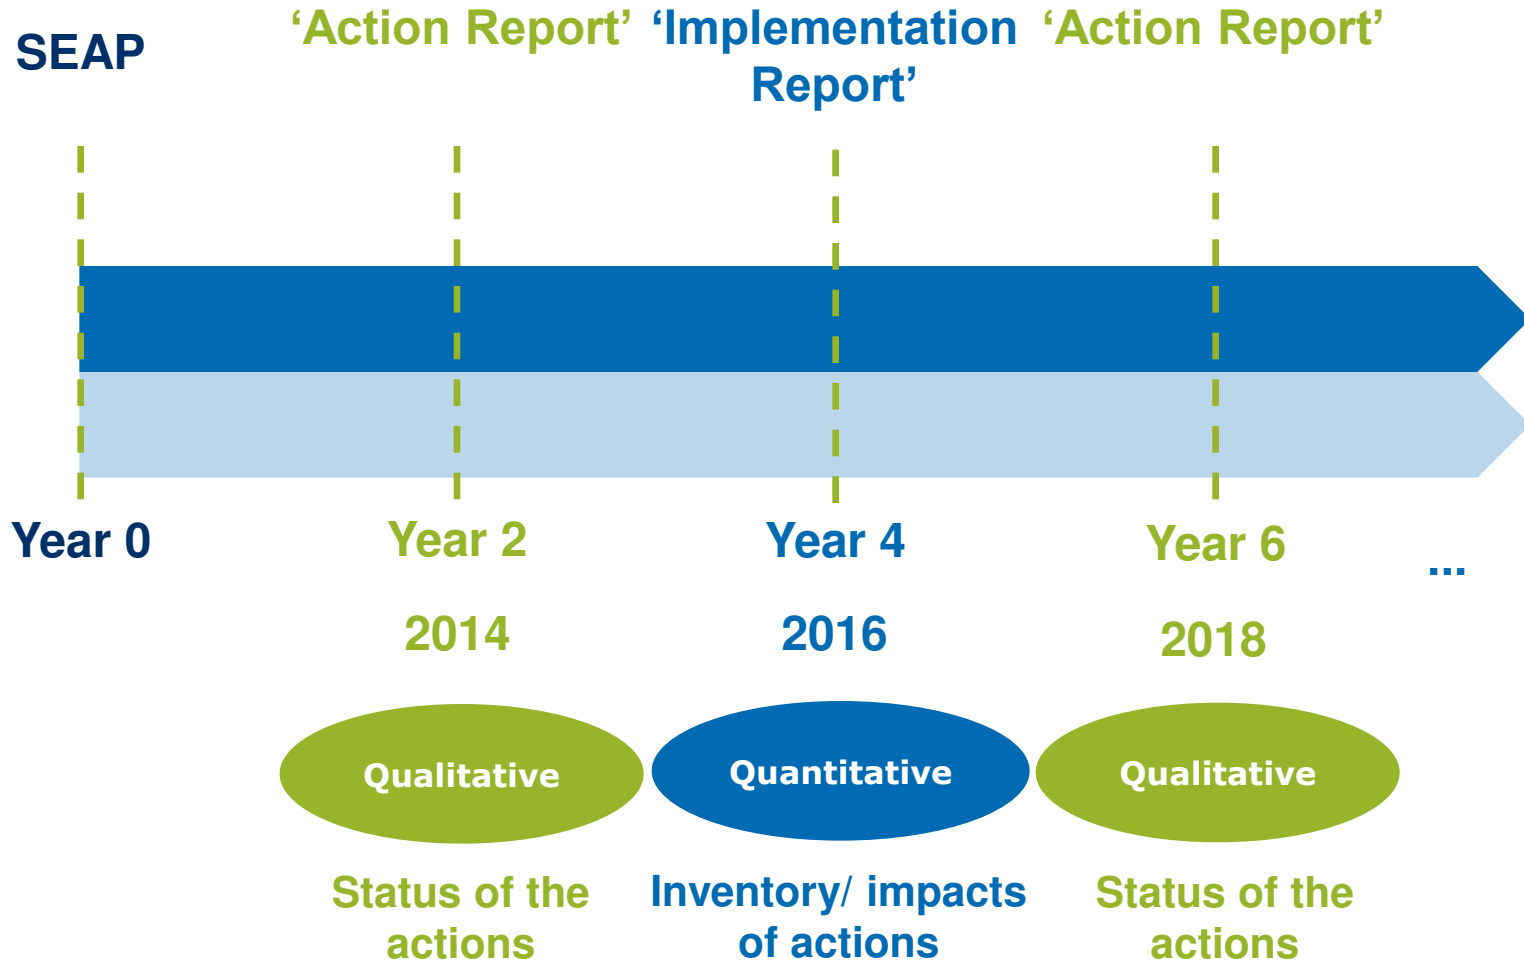 SEAP
‘Action Report’
‘Implementation
Report’
‘Action Report’
Year 0
Year 2
Year 4
Year 6
...
2014
2016
2018
Qualitative
Quantitative
Qualitative
Status of the
actions
Inventory/ impacts
of actions
Status of the
actions